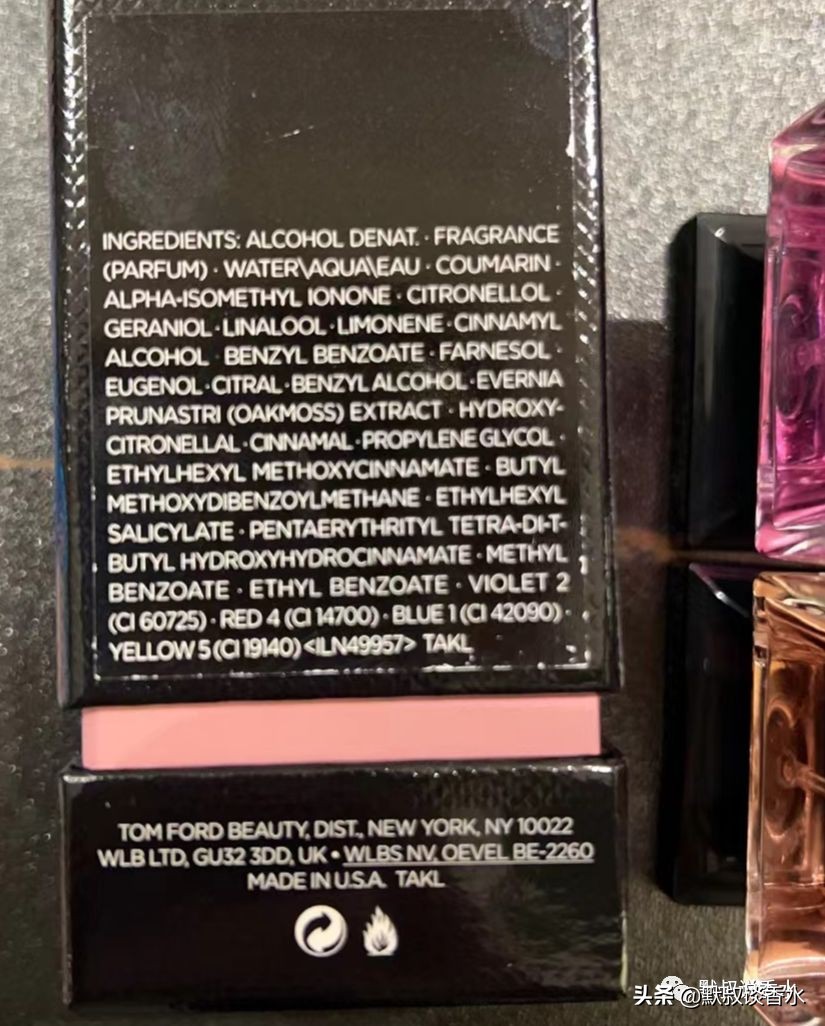 INGREDIENTS: ALCOHOL DENAT. · FRAGRANCE
(PARFUM) · WATER\AQUA\EAU · COUMARIN ·
ALPHA-ISOMETHYL IONONE · CITRONELLOL ·
GERANIOL · LINALOOL · LIMONENE · CINNAMYL
ALCOHOL · BENZYL BENZOATE · FARNESOL ·
EUGENOL · CITRAL · BENZYL ALCOHOL · EVERNIA
PRUNASTRI (OAKMOSS) EXTRACT · HYDROXY-
CITRONELLAL · CINNAMAL · PROPYLENE GLYCOL ·
ETHYLHEXYL METHOXYCINNAMATE · BUTYL
METHOXYDIBENZOYLMETHANE · ETHYLHEXYL
SALICYLATE · PENTAERYTHRITYL TETRA-DI-T-
BUTYL HYDROXYHYDROCINNAMATE · METHYL
BENZOATE · ETHYL BENZOATE · VIOLET 2
(CI 60725) · RED 4 (CI 14700) · BLUE 1 (CI 42090) ·
YELLOW 5 (CI 19140) <ILN49957> TAKL
TOM FORD BEAUTY, DIST., NEW YORK, NY 10022
WLB LTD, GU32 3DD, UK • WLBS NV, OEVEL BE-2260
MADE IN U.S.A. TAKL
默叔谈香水
头条 @默叔谈香水